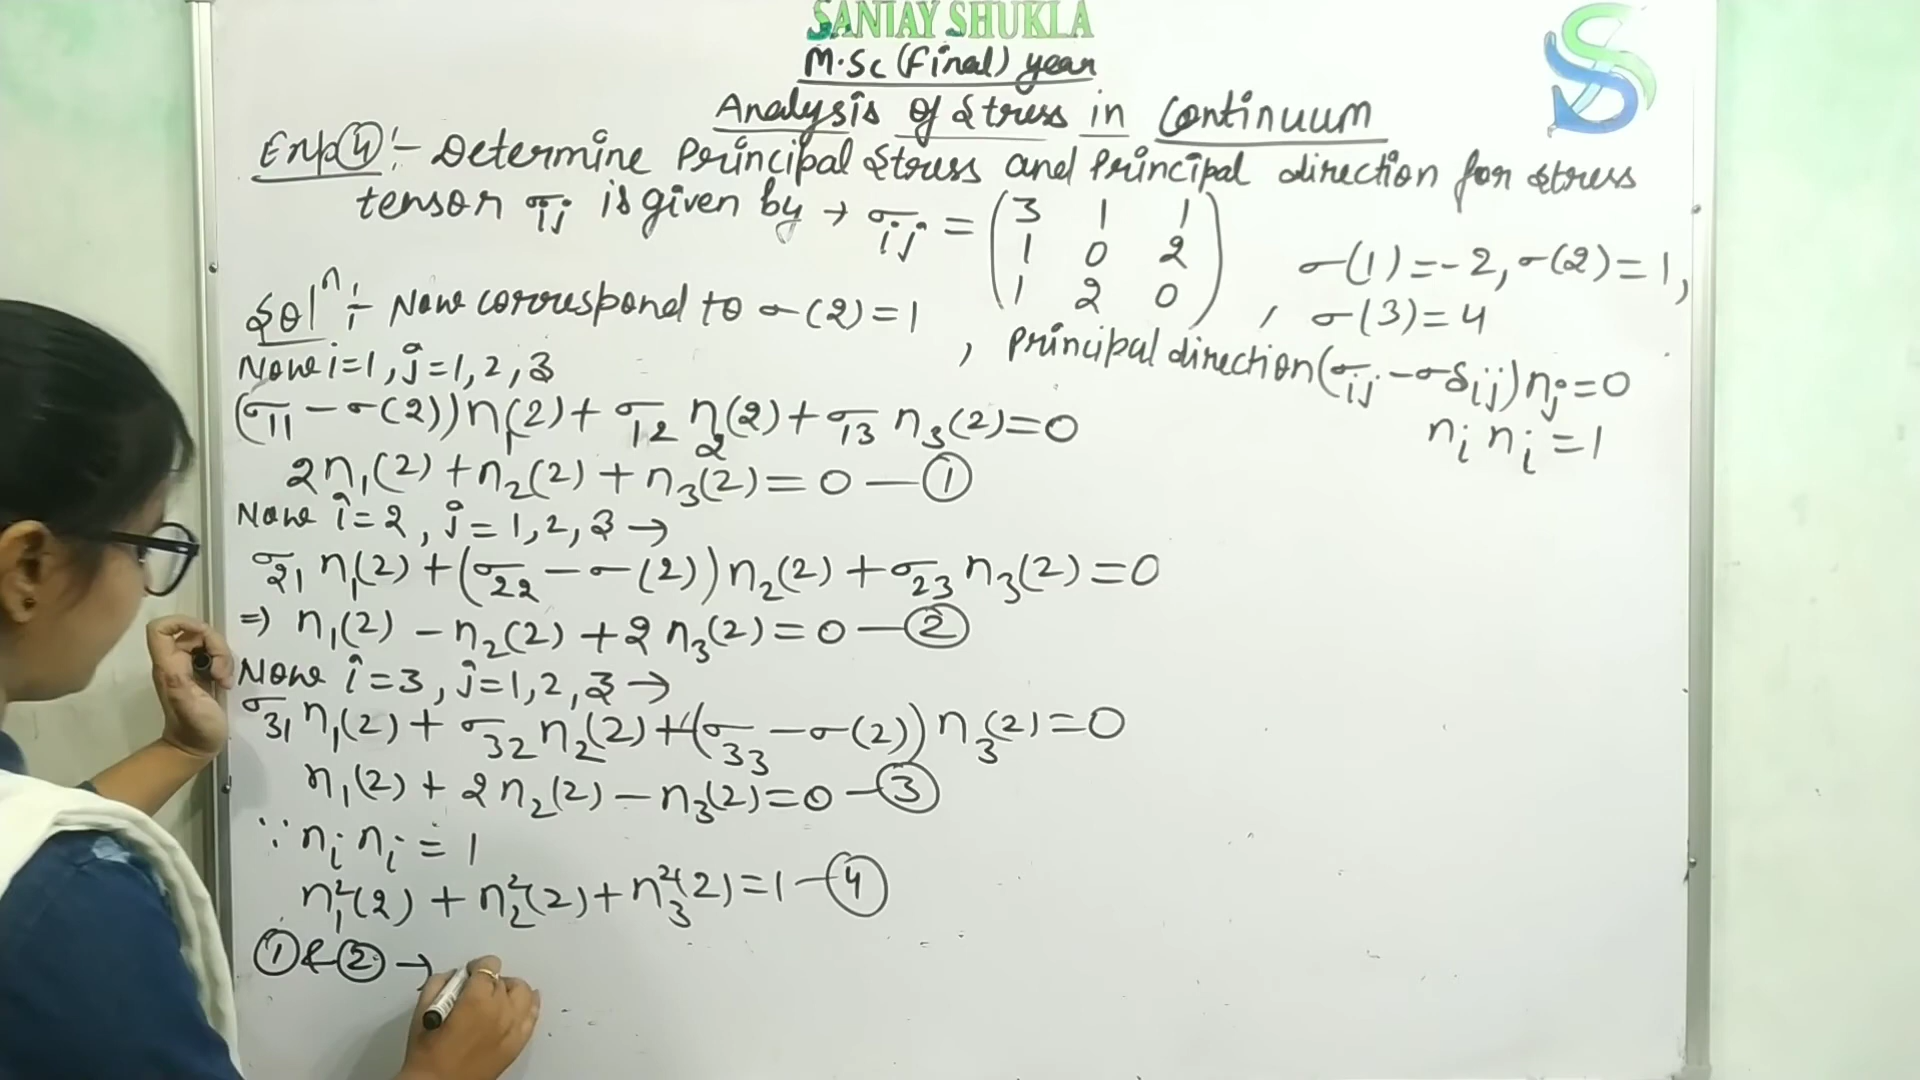 SANJAY SHUKLA
M.Sc (Final) year
Analysis of Stress in Continuum
Exp ④ :- Determine Principal Stress and Principal direction for stress
tensor σij is given by → σij = (3 1 1
1 0 2
1 2 0) , σ(1)=-2, σ(2)=1,
σ(3)=4
Solⁿ :- Now correspond to σ(2)=1
, Principal direction (σij - σδij) nj = 0
ni ni = 1
Now i=1, j=1,2,3
(σ11 - σ(2)) n1(2) + σ12 n2(2) + σ13 n3(2) = 0
2n1(2) + n2(2) + n3(2) = 0 — ①
Now i=2, j=1,2,3 →
σ21 n1(2) + (σ22 - σ(2)) n2(2) + σ23 n3(2) = 0
⇒ n1(2) - n2(2) + 2 n3(2) = 0 — ②
Now i=3, j=1,2,3 →
σ31 n1(2) + σ32 n2(2) + (σ33 - σ(2)) n3(2) = 0
n1(2) + 2 n2(2) - n3(2) = 0 — ③
∵ ni ni = 1
n1²(2) + n2²(2) + n3²(2) = 1 — ④
① & ② →